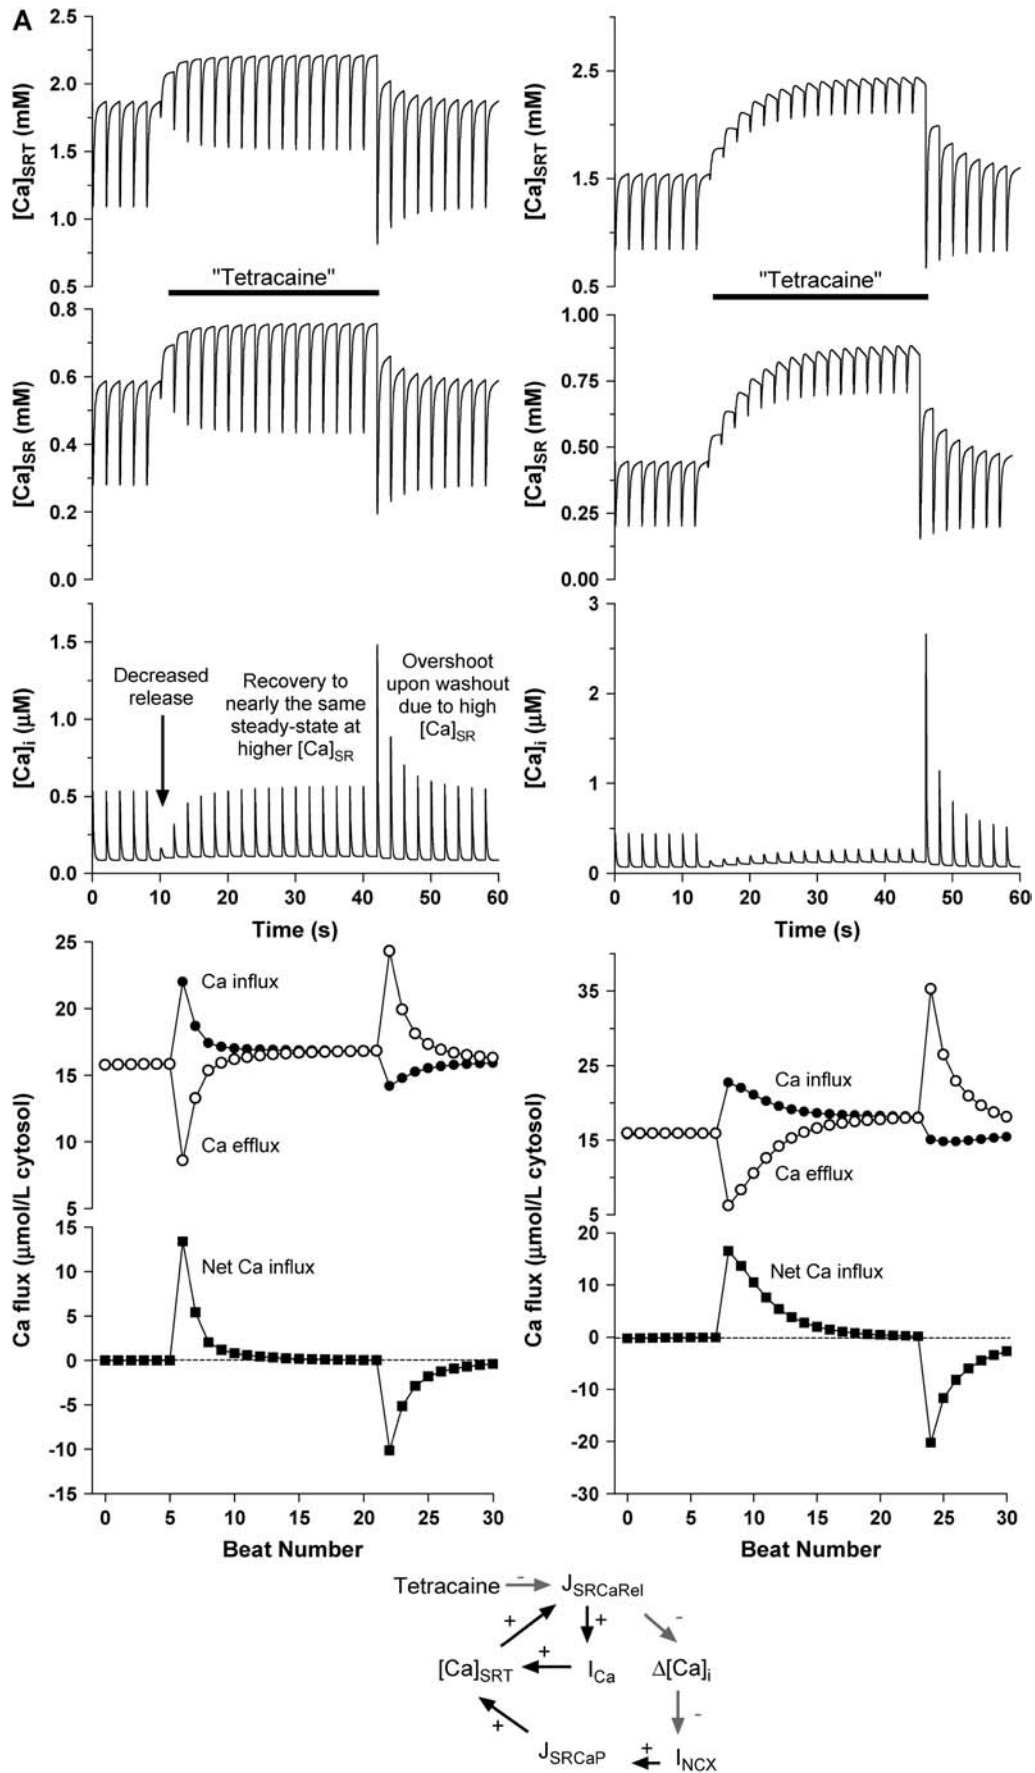 A
[Ca]SRT (mM)
2.5
2.0
1.5
1.0
0.5
"Tetracaine"
[Ca]SRT (mM)
2.5
1.5
0.5
"Tetracaine"
[Ca]SR (mM)
0.8
0.6
0.4
0.2
0.0
[Ca]SR (mM)
1.00
0.75
0.50
0.25
0.00
[Ca]i (µM)
1.5
1.0
0.5
0.0
Decreased
release
Recovery to
nearly the same
steady-state at
higher [Ca]SR
Overshoot
upon washout
due to high
[Ca]SR
0 10 20 30 40 50 60
Time (s)
[Ca]i (µM)
3
2
1
0
0 10 20 30 40 50 60
Time (s)
Ca flux (µmol/L cytosol)
25
20
15
10
5
Ca influx
Ca efflux
15
10
5
0
-5
-10
-15
Net Ca influx
0 5 10 15 20 25 30
Beat Number
Ca flux (µmol/L cytosol)
35
25
15
5
Ca influx
Ca efflux
20
10
0
-10
-20
-30
Net Ca influx
0 5 10 15 20 25 30
Beat Number
Tetracaine - JSRCaRel
+ + -
[Ca]SRT + ICa Δ[Ca]i
+ -
JSRCaP + INCX